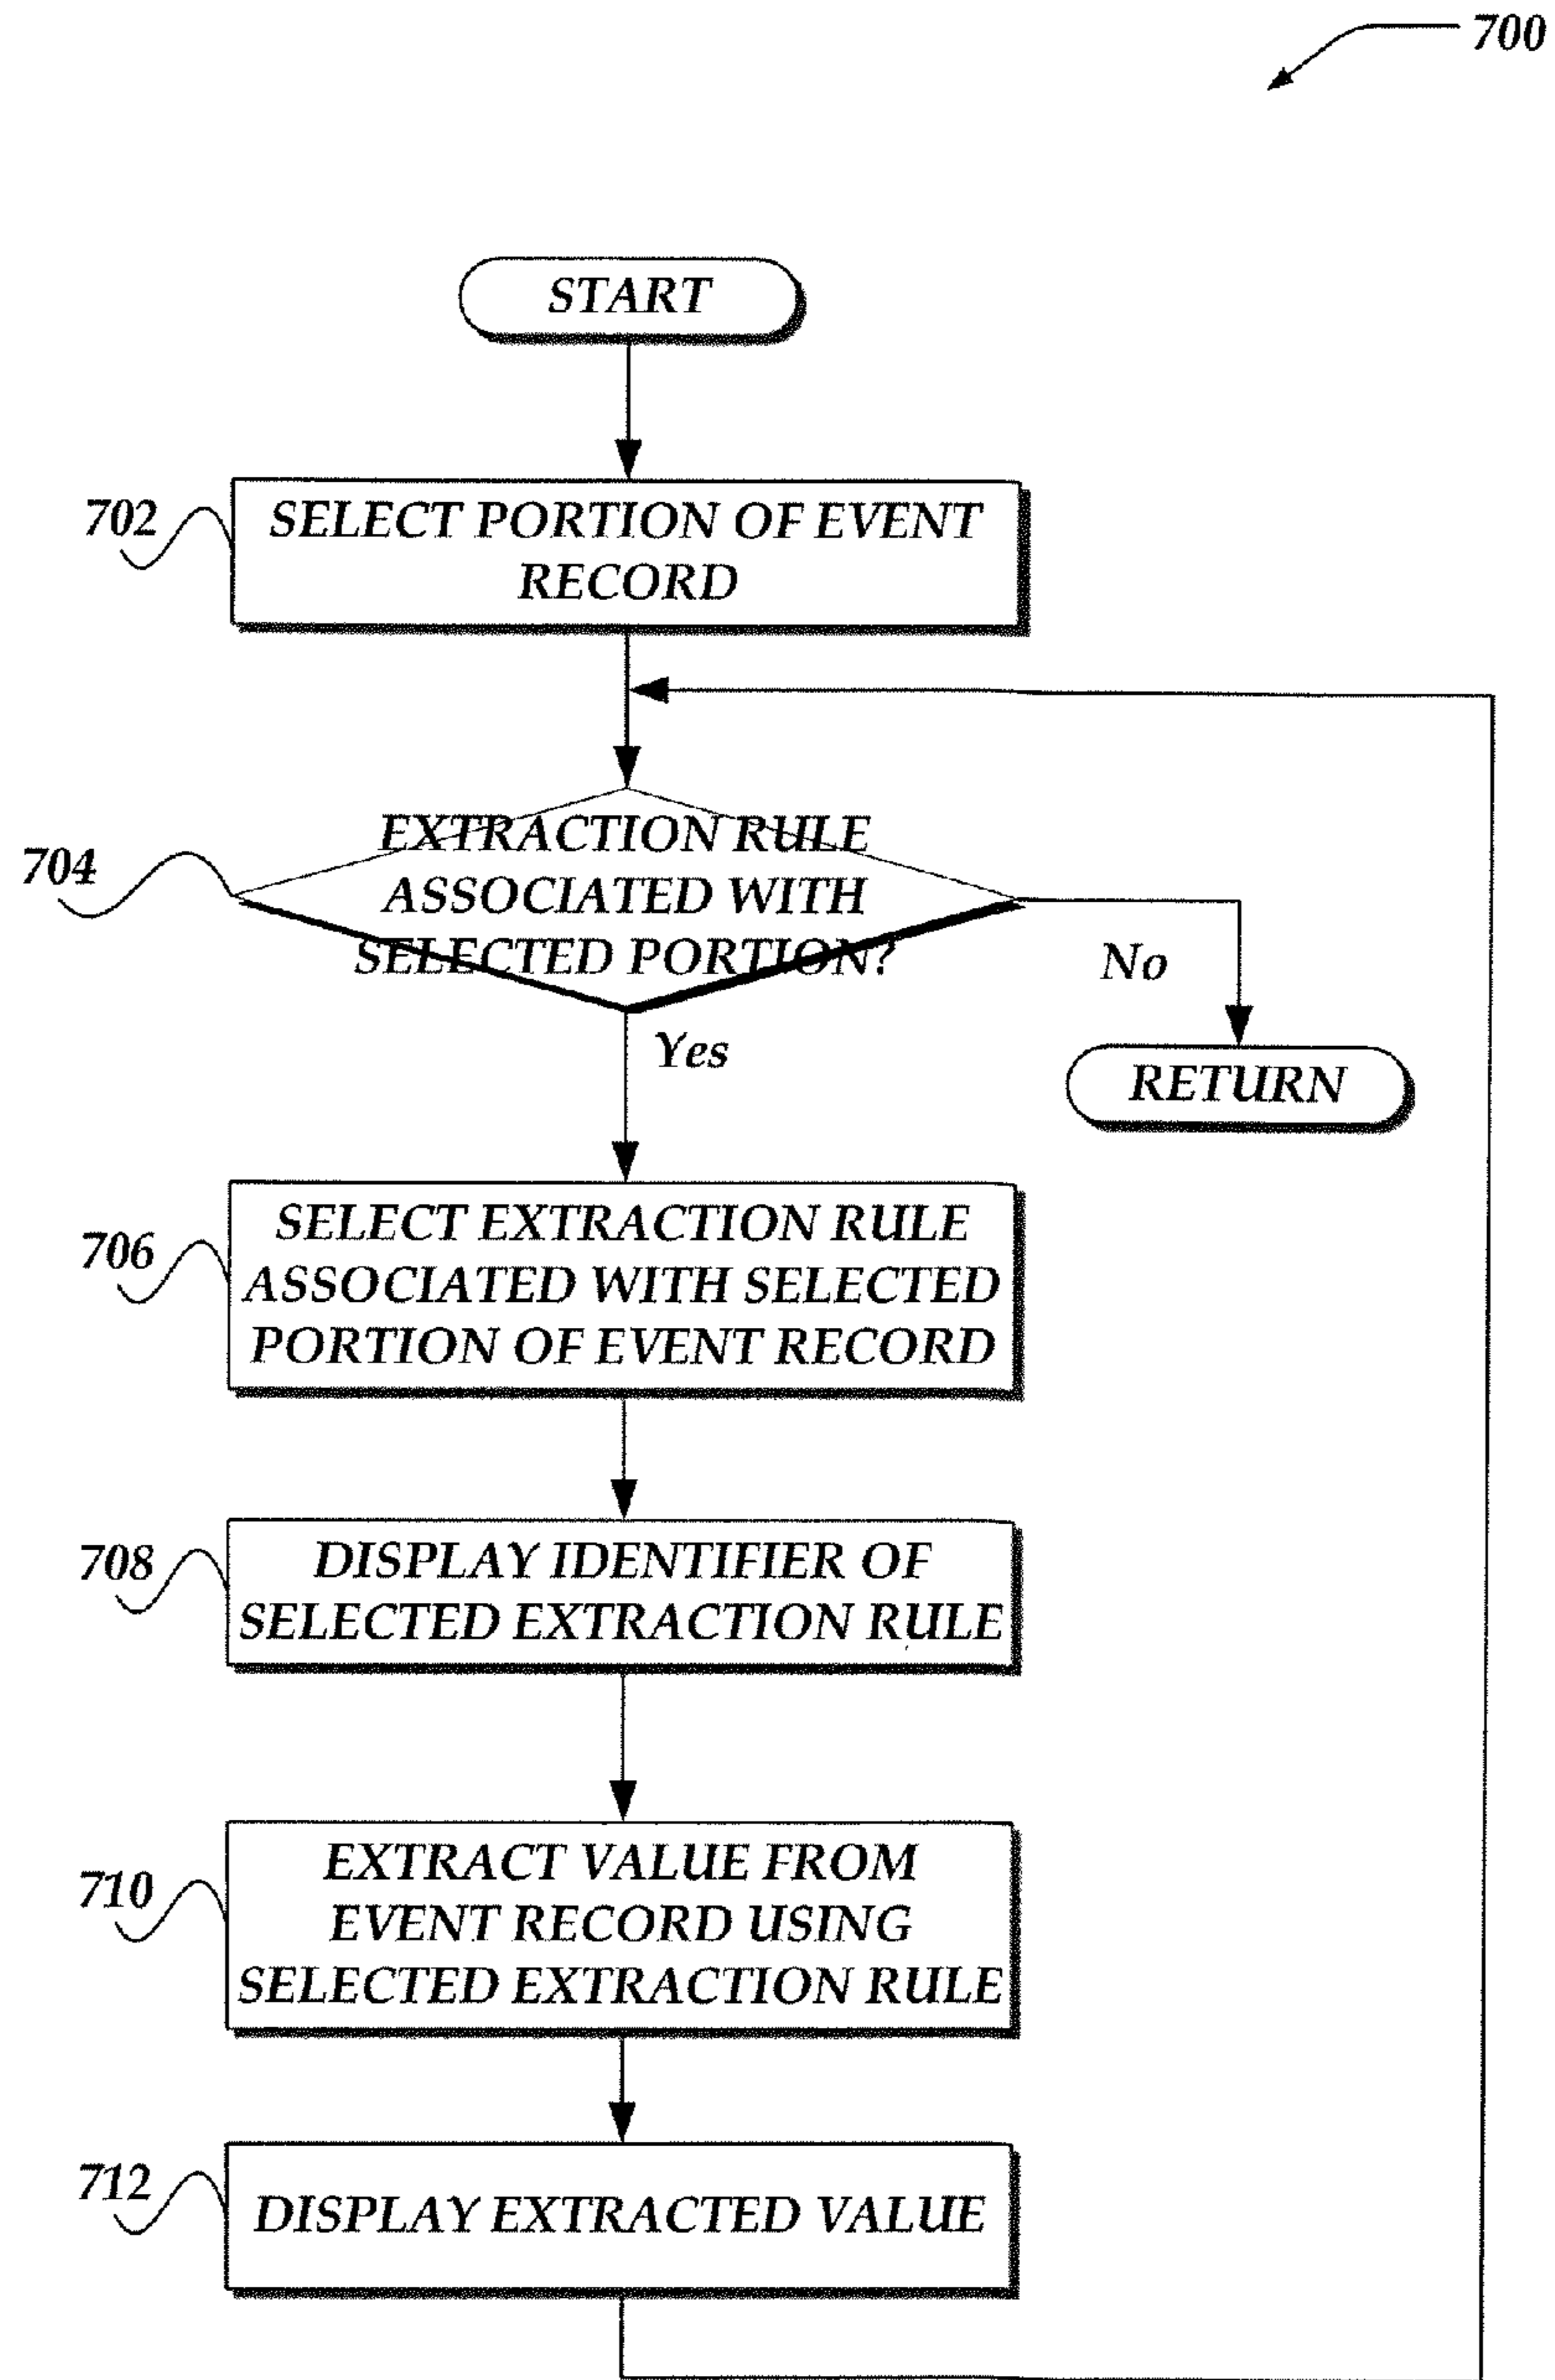 700
START
702
SELECT PORTION OF EVENT
RECORD
704
EXTRACTION RULE
ASSOCIATED WITH
SELECTED PORTION?
No
Yes
RETURN
706
SELECT EXTRACTION RULE
ASSOCIATED WITH SELECTED
PORTION OF EVENT RECORD
708
DISPLAY IDENTIFIER OF
SELECTED EXTRACTION RULE
710
EXTRACT VALUE FROM
EVENT RECORD USING
SELECTED EXTRACTION RULE
712
DISPLAY EXTRACTED VALUE